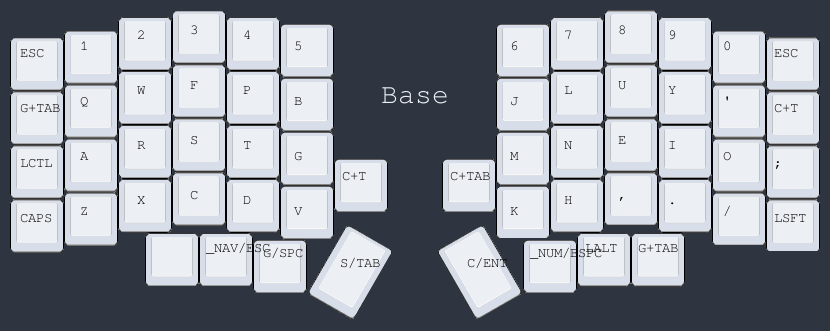 ESC 1 2 3 4 5 6 7 8 9 0 ESC
Base
G+TAB Q W F P B J L U Y ' C+T
LCTL A R S T G M N E I O ;
C+T C+TAB
CAPS Z X C D V K H , . / LSFT
_NAV/ESC G/SPC S/TAB C/ENT _NUM/BSPC LALT G+TAB